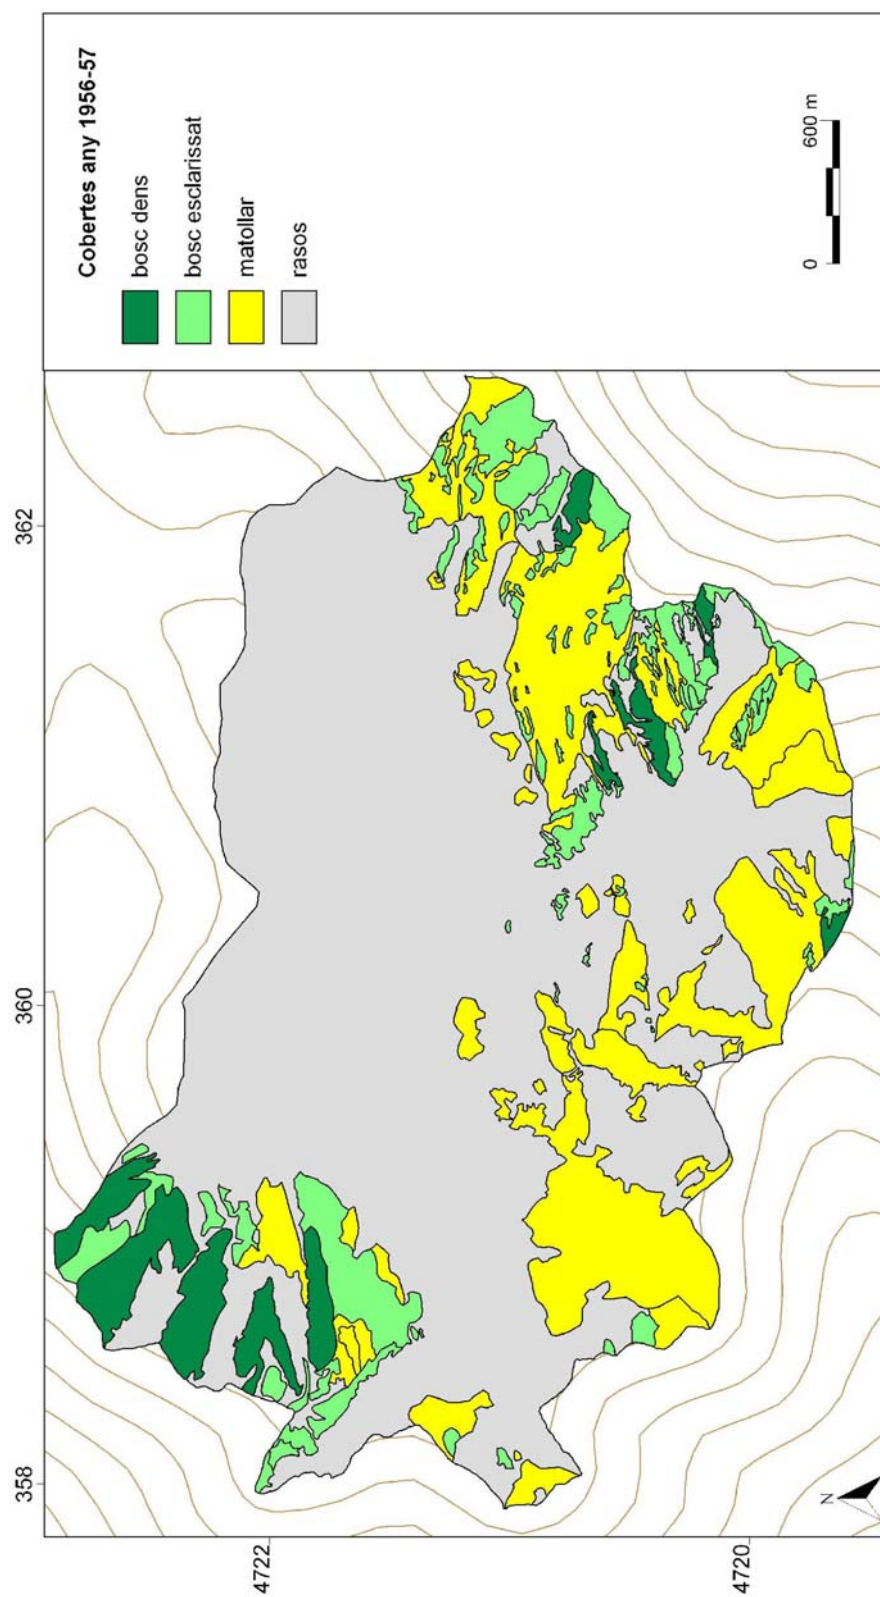 Cobertes any 1956-57
bosc dens
bosc esclarissat
matollar
rasos
0
600 m
358
360
362
4722
4720
N